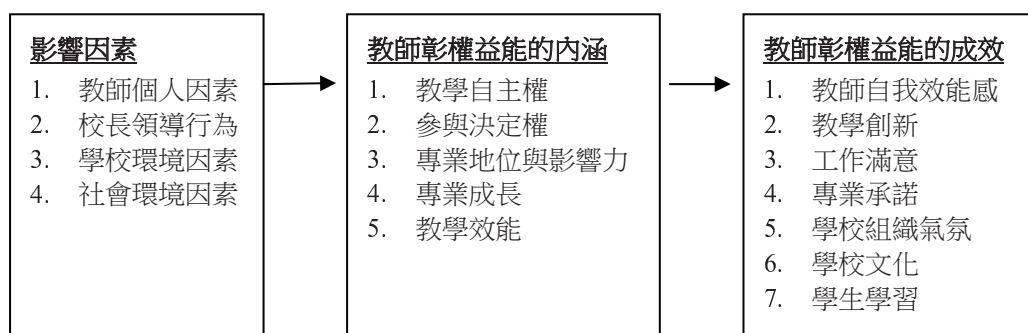 影響因素
1. 教師個人因素
2. 校長領導行為
3. 學校環境因素
4. 社會環境因素
教師彰權益能的內涵
1. 教學自主權
2. 參與決定權
3. 專業地位與影響力
4. 專業成長
5. 教學效能
教師彰權益能的成效
1. 教師自我效能感
2. 教學創新
3. 工作滿意
4. 專業承諾
5. 學校組織氣氛
6. 學校文化
7. 學生學習